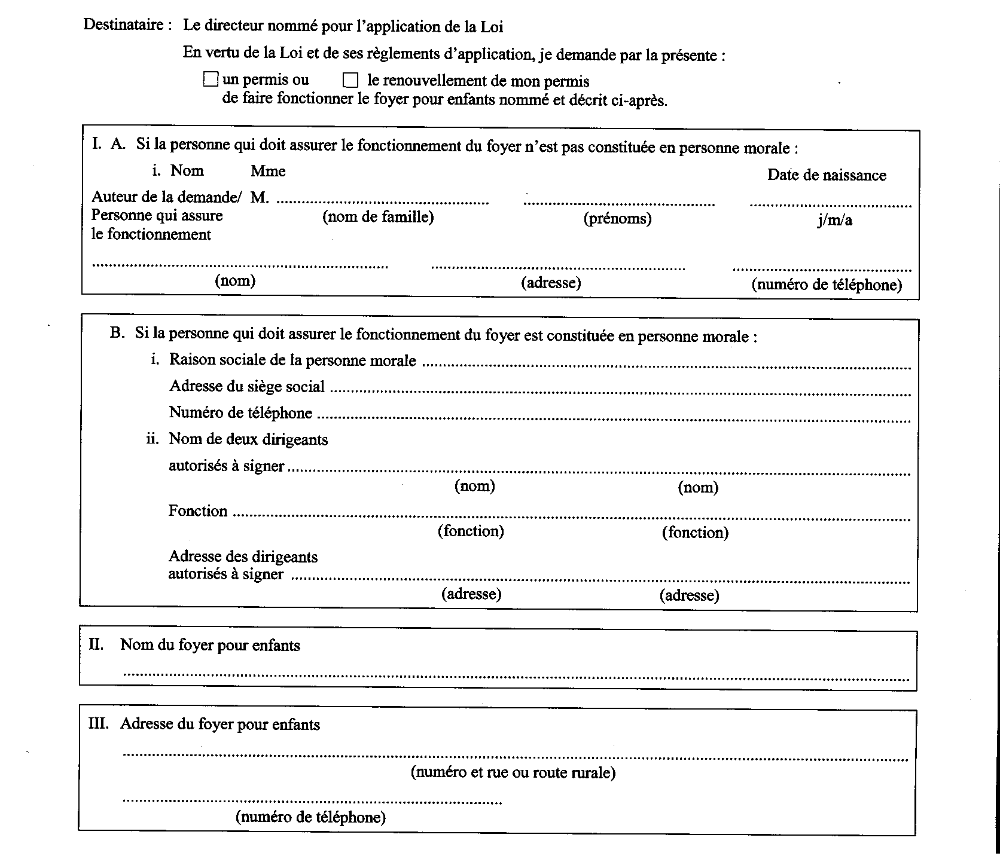 Destinataire : Le directeur nommé pour l'application de la Loi
En vertu de la Loi et de ses règlements d'application, je demande par la présente :
un permis ou le renouvellement de mon permis
de faire fonctionner le foyer pour enfants nommé et décrit ci-après.
I. A. Si la personne qui doit assurer le fonctionnement du foyer n'est pas constituée en personne morale :
i. Nom Mme Date de naissance
Auteur de la demande/ M. ........................................ ........................................ ........................................
Personne qui assure (nom de famille) (prénoms) j/m/a
le fonctionnement
........................................ ........................................ ........................................
(nom) (adresse) (numéro de téléphone)
B. Si la personne qui doit assurer le fonctionnement du foyer est constituée en personne morale :
i. Raison sociale de la personne morale ........................................
Adresse du siège social ........................................
Numéro de téléphone ........................................
ii. Nom de deux dirigeants
autorisés à signer ........................................
(nom) (nom)
Fonction ........................................
(fonction) (fonction)
Adresse des dirigeants
autorisés à signer ........................................
(adresse) (adresse)
II. Nom du foyer pour enfants
........................................
III. Adresse du foyer pour enfants
........................................
(numéro et rue ou route rurale)
........................................
(numéro de téléphone)